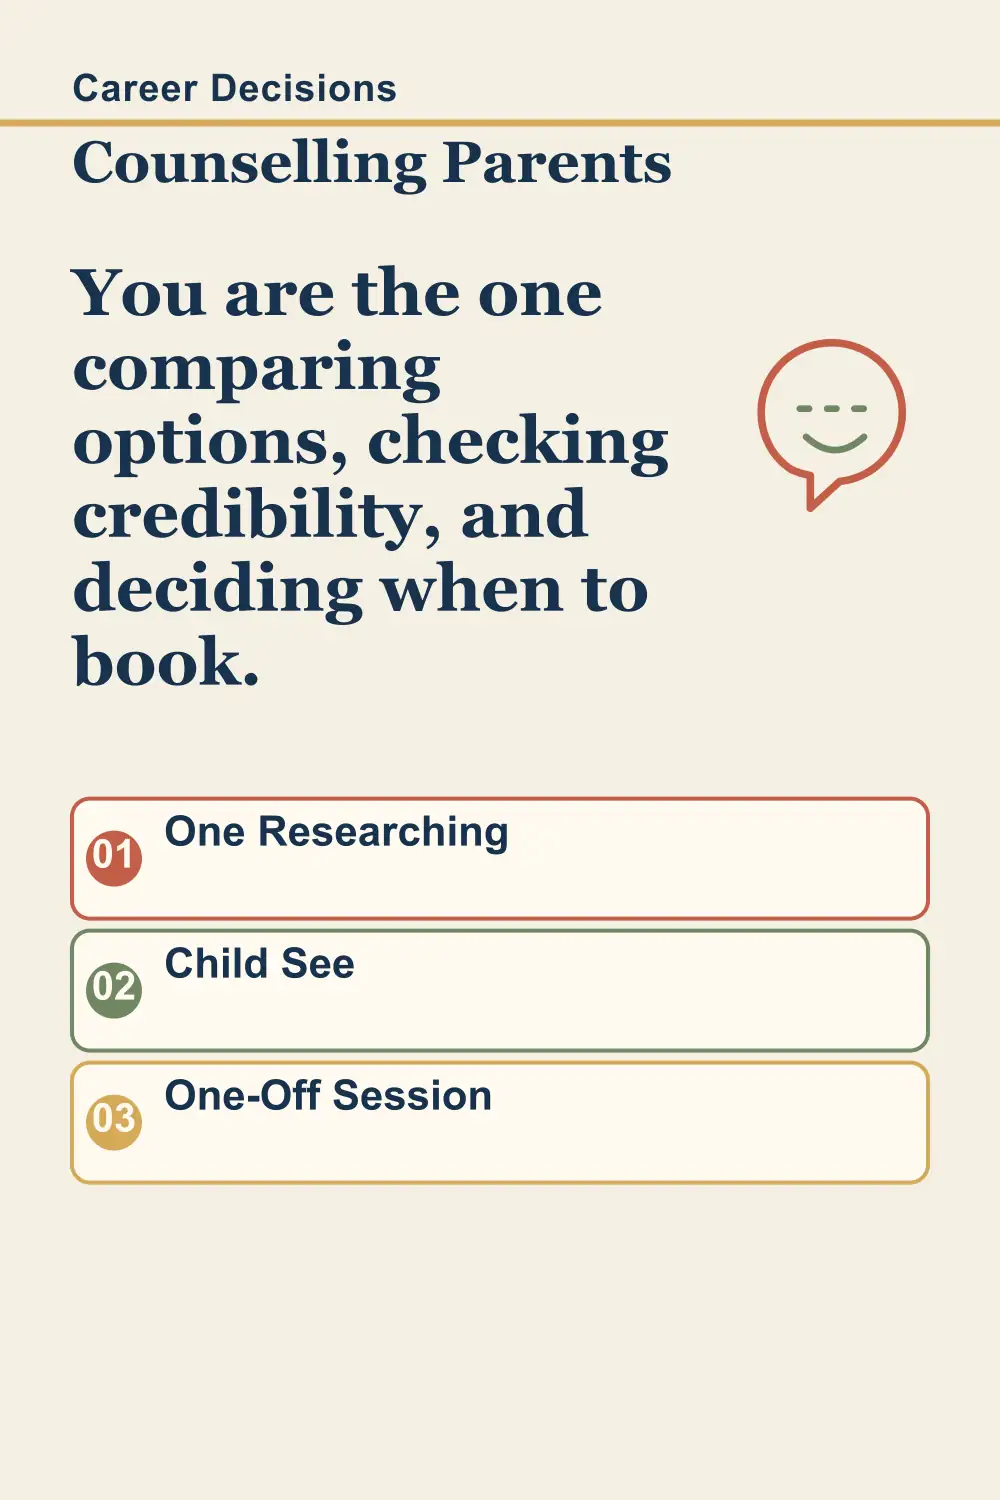 Career Decisions
Counselling Parents
You are the one
comparing
options, checking
credibility, and
deciding when to
book.
01 One Researching
02 Child See
03 One-Off Session